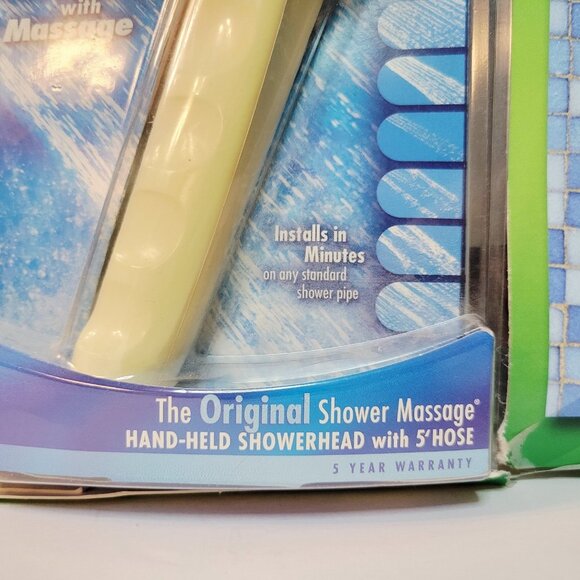 with
Massage
Installs in
Minutes
on any standard
shower pipe
The Original Shower Massage®
HAND-HELD SHOWERHEAD with 5' HOSE
5 YEAR WARRANTY